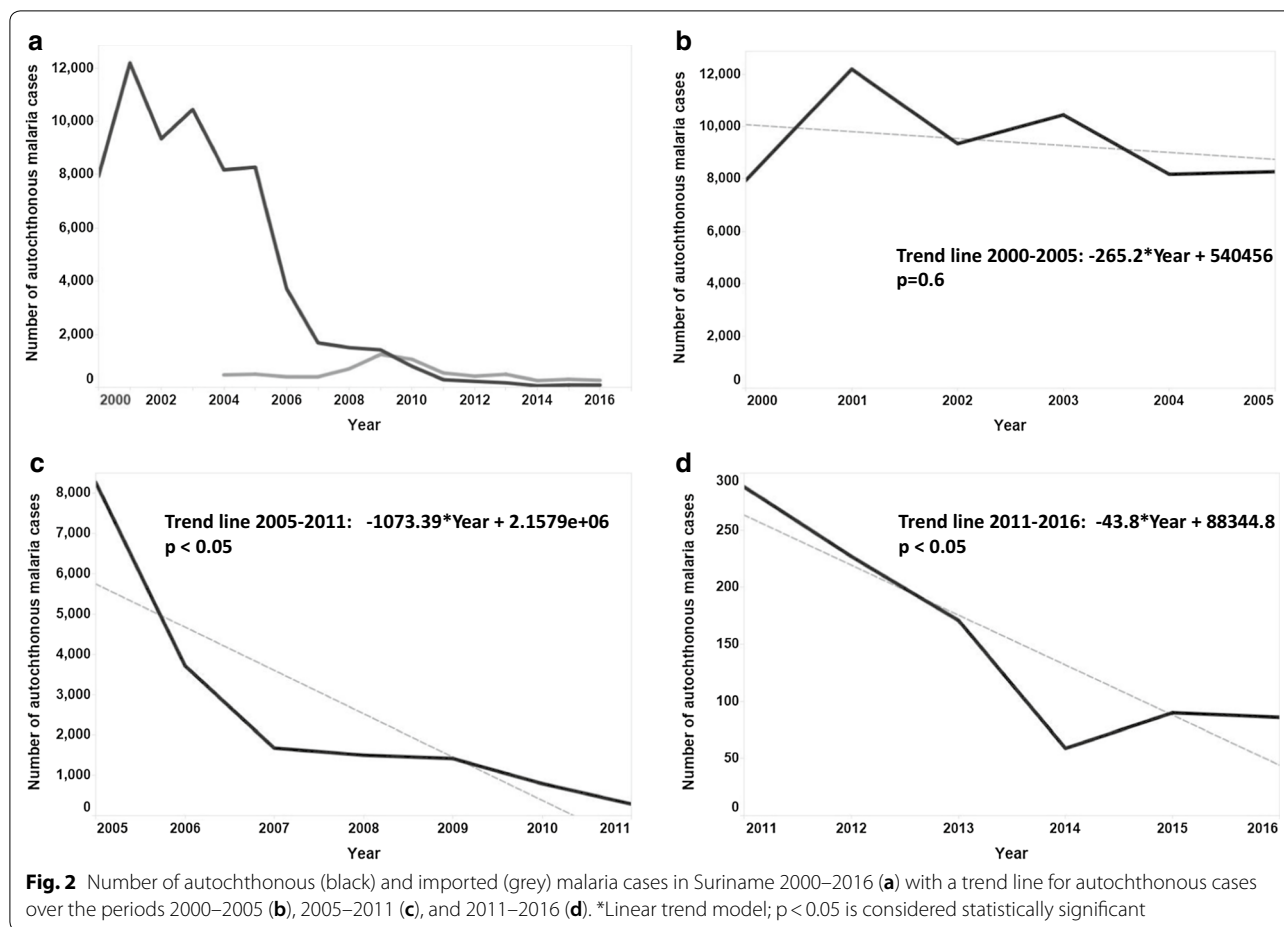 a
Number of autochthonous malaria cases
12,000
10,000
8,000
6,000
4,000
2,000
0
2000 2002 2004 2006 2008 2010 2012 2014 2016
Year
b
Number of autochthonous malaria cases
12,000
10,000
8,000
6,000
4,000
2,000
0
Trend line 2000-2005: -265.2*Year + 540456
p=0.6
2000 2001 2002 2003 2004 2005
Year
c
Number of autochthonous malaria cases
8,000
7,000
6,000
5,000
4,000
3,000
2,000
1,000
0
Trend line 2005-2011: -1073.39*Year + 2.1579e+06
p < 0.05
2005 2006 2007 2008 2009 2010 2011
Year
d
Number of autochthonous malaria cases
300
250
200
150
100
50
0
Trend line 2011-2016: -43.8*Year + 88344.8
p < 0.05
2011 2012 2013 2014 2015 2016
Year
Fig. 2 Number of autochthonous (black) and imported (grey) malaria cases in Suriname 2000–2016 (a) with a trend line for autochthonous cases
over the periods 2000–2005 (b), 2005–2011 (c), and 2011–2016 (d). *Linear trend model; p < 0.05 is considered statistically significant